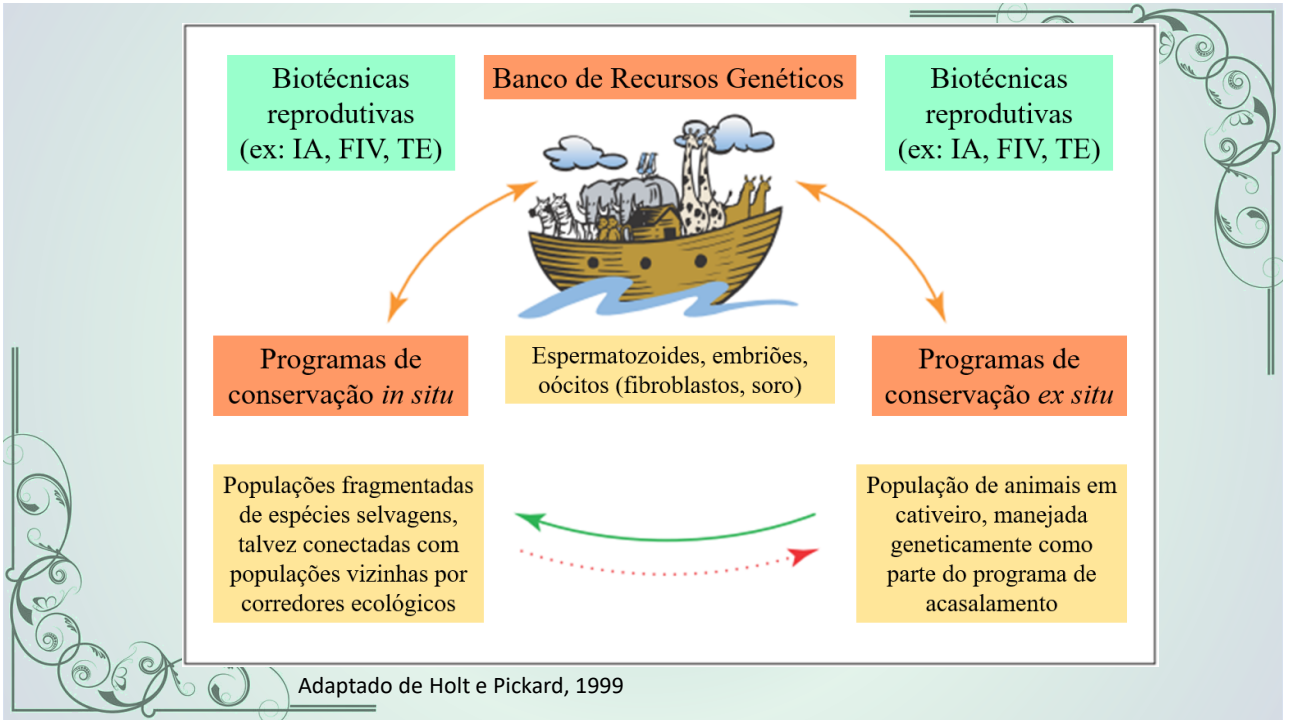 Biotécnicas
reprodutivas
(ex: IA, FIV, TE)
Banco de Recursos Genéticos
Biotécnicas
reprodutivas
(ex: IA, FIV, TE)
Programas de
conservação in situ
Espermatozoides, embriões,
oócitos (fibroblastos, soro)
Programas de
conservação ex situ
Populações fragmentadas
de espécies selvagens,
talvez conectadas com
populações vizinhas por
corredores ecológicos
População de animais em
cativeiro, manejada
geneticamente como
parte do programa de
acasalamento
Adaptado de Holt e Pickard, 1999